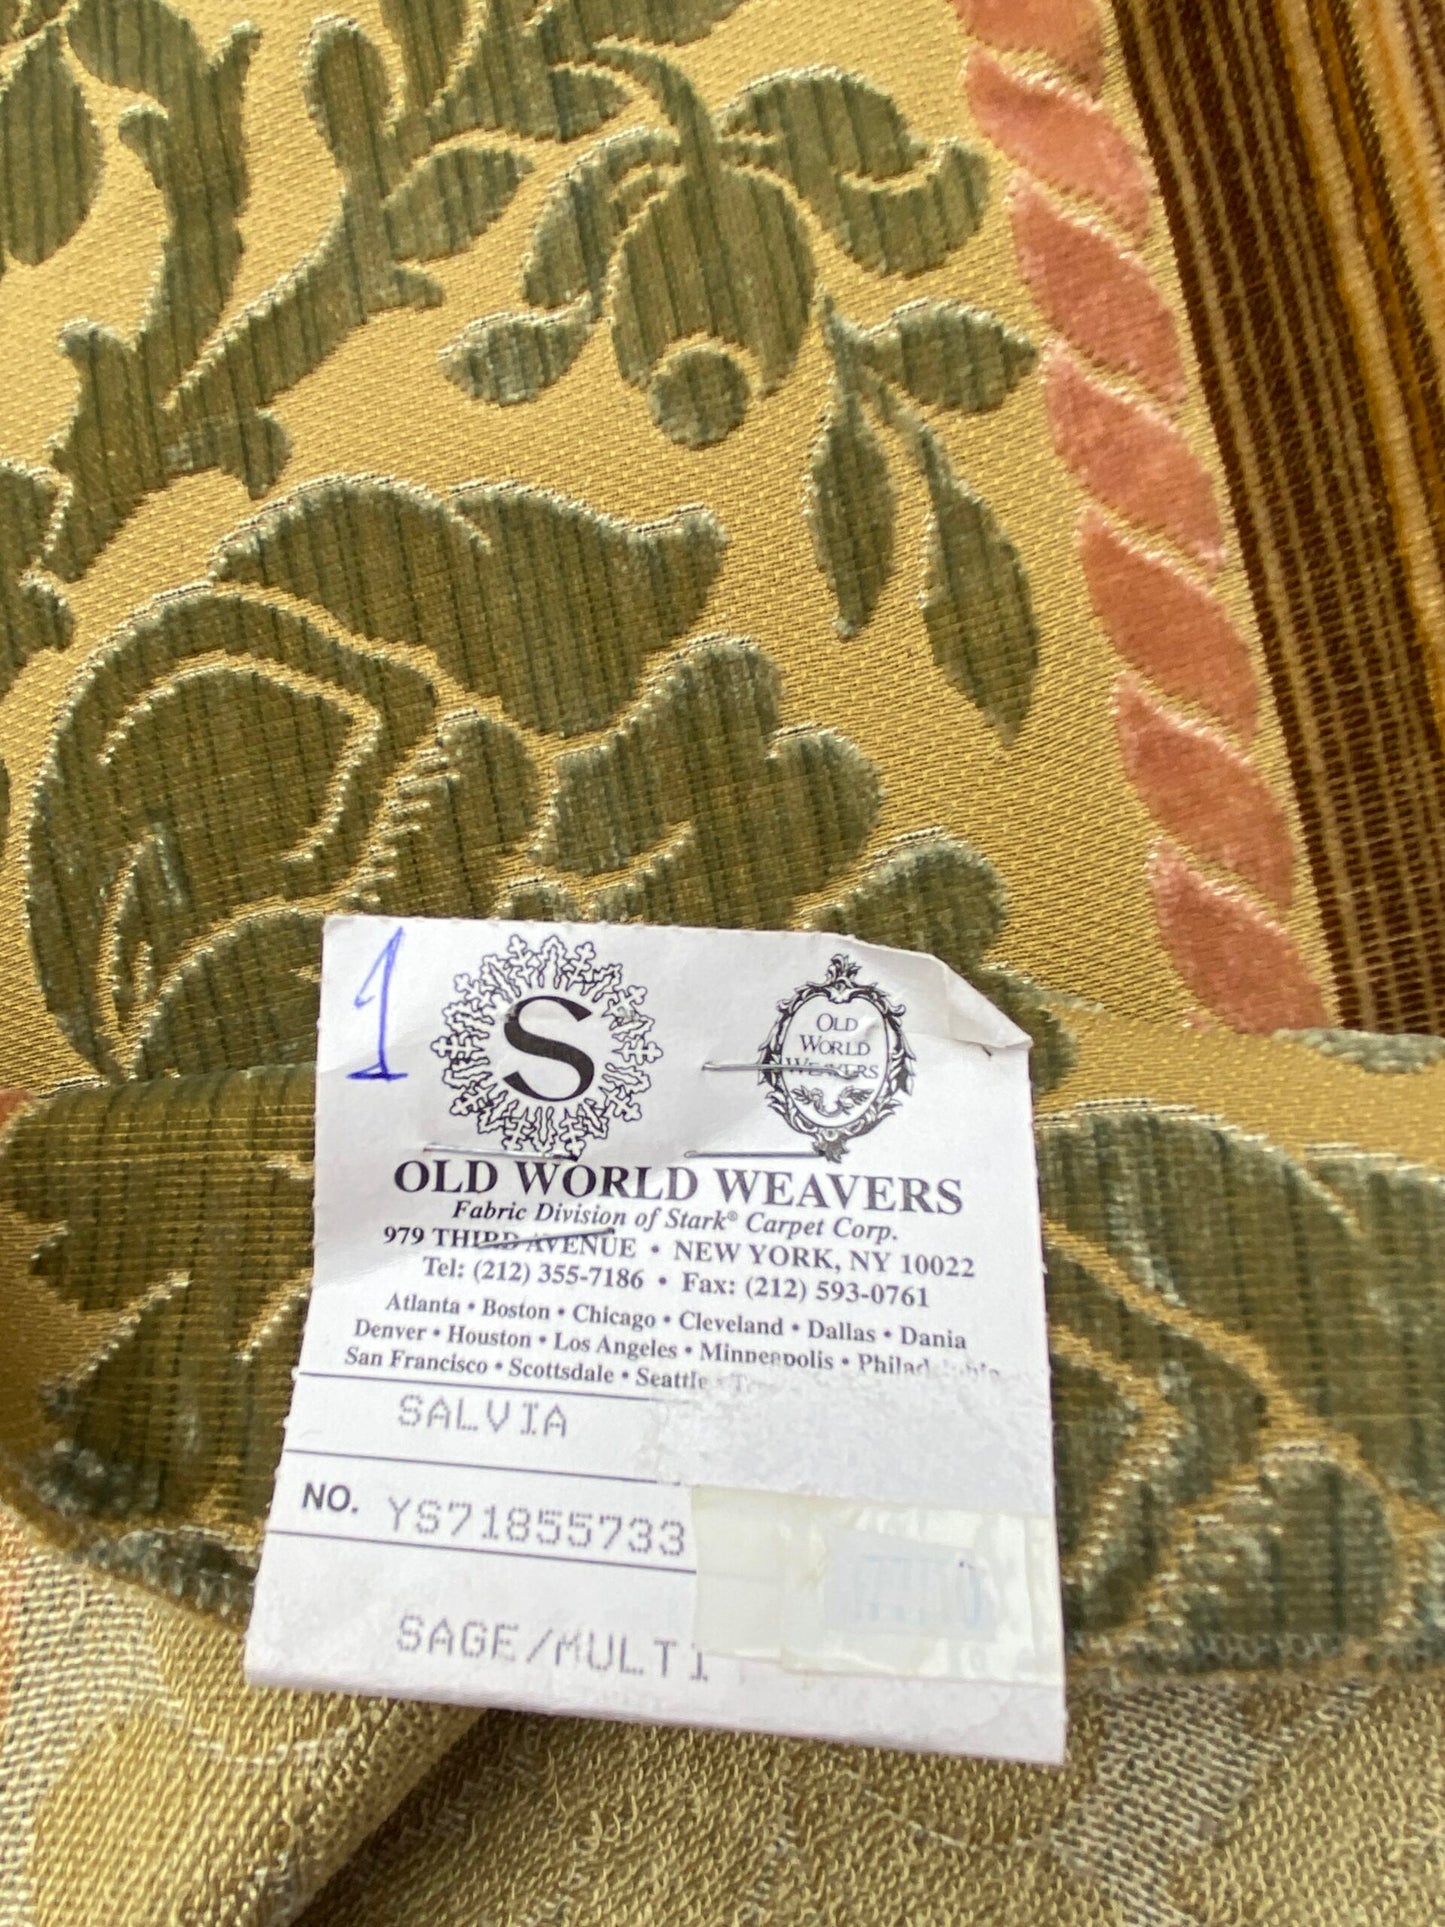 1
S
OLD
WORLD
WEAVERS
OLD WORLD WEAVERS
Fabric Division of Stark® Carpet Corp.
979 THIRD AVENUE • NEW YORK, NY 10022
Tel: (212) 355-7186 • Fax: (212) 593-0761
Atlanta • Boston • Chicago • Cleveland • Dallas • Dania
Denver • Houston • Los Angeles • Minneapolis • Philadelphia
San Francisco • Scottsdale • Seattle
SALVIA
NO. YS71855733
SAGE/MULTI